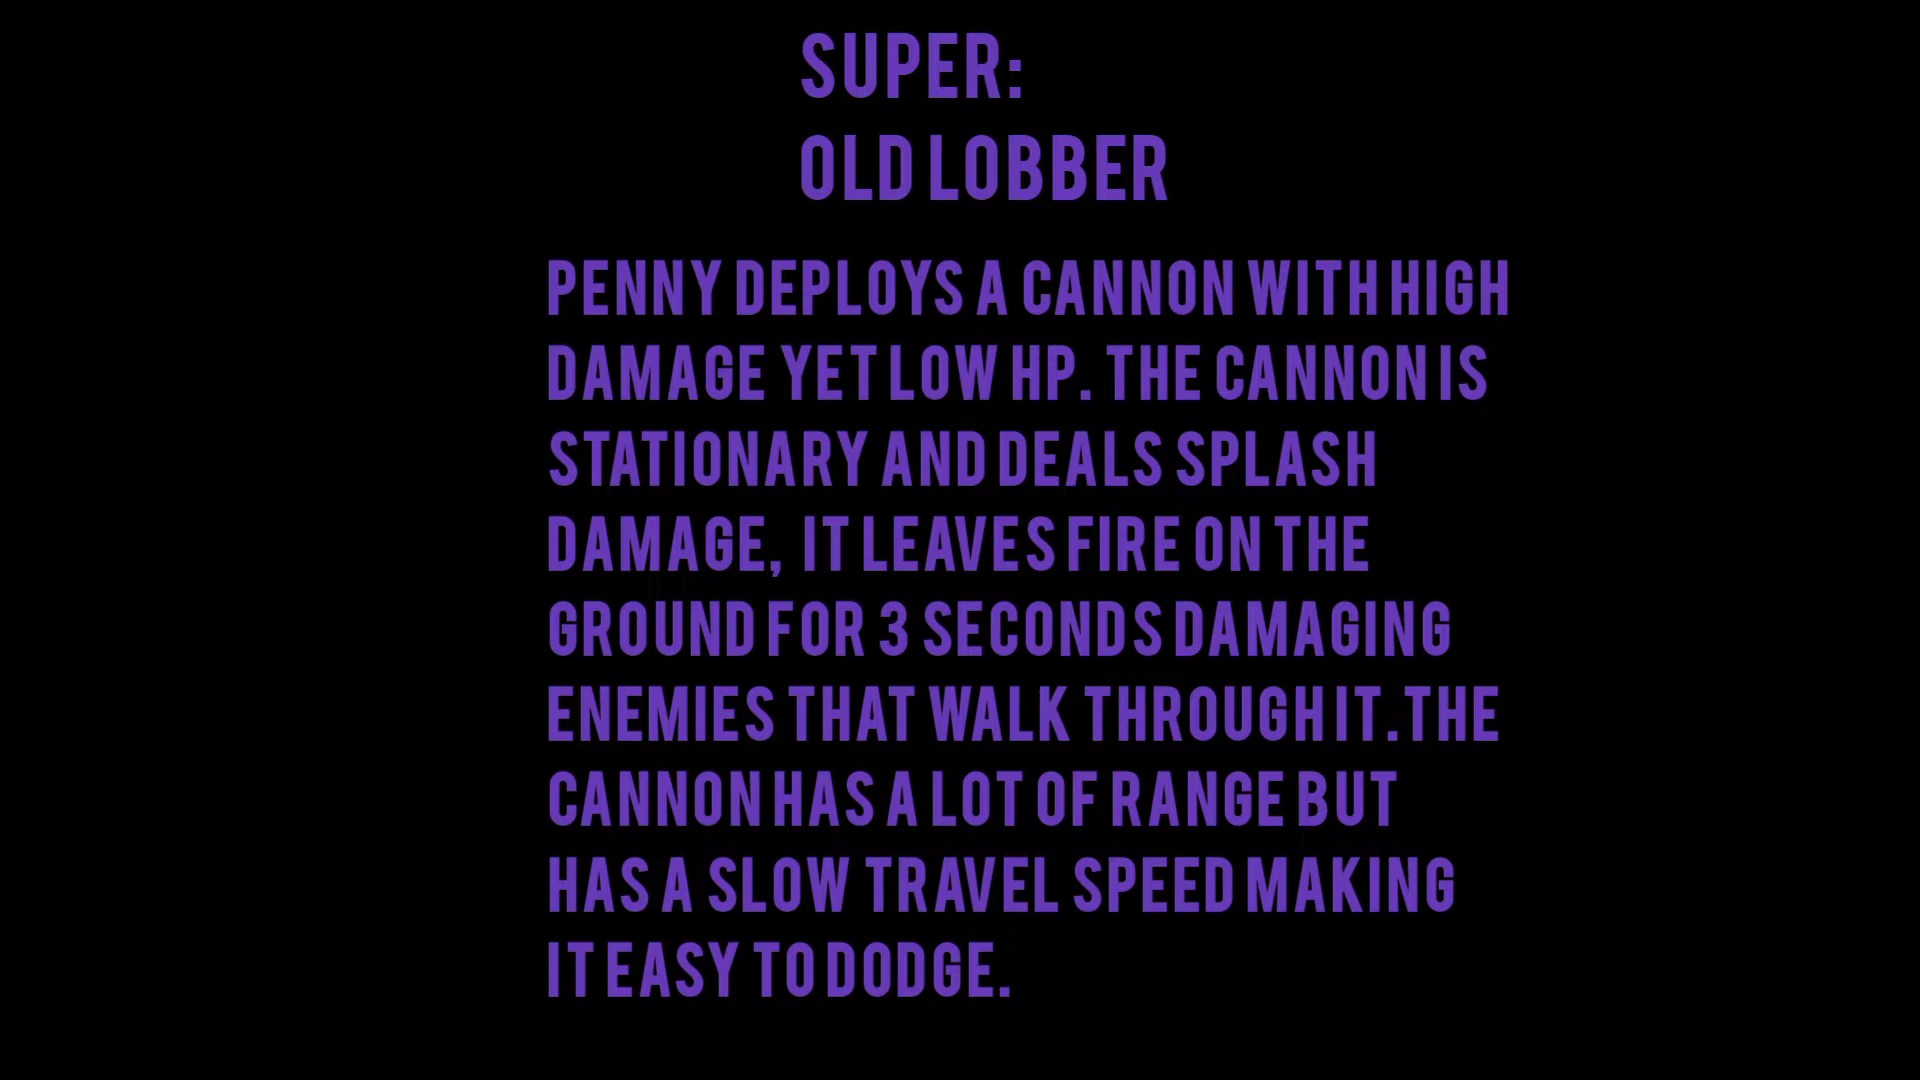 SUPER:
OLD LOBBER
PENNY DEPLOYS A CANNON WITH HIGH
DAMAGE YET LOW HP. THE CANNON IS
STATIONARY AND DEALS SPLASH
DAMAGE, IT LEAVES FIRE ON THE
GROUND FOR 3 SECONDS DAMAGING
ENEMIES THAT WALK THROUGH IT.THE
CANNON HAS A LOT OF RANGE BUT
HAS A SLOW TRAVEL SPEED MAKING
IT EASY TO DODGE.